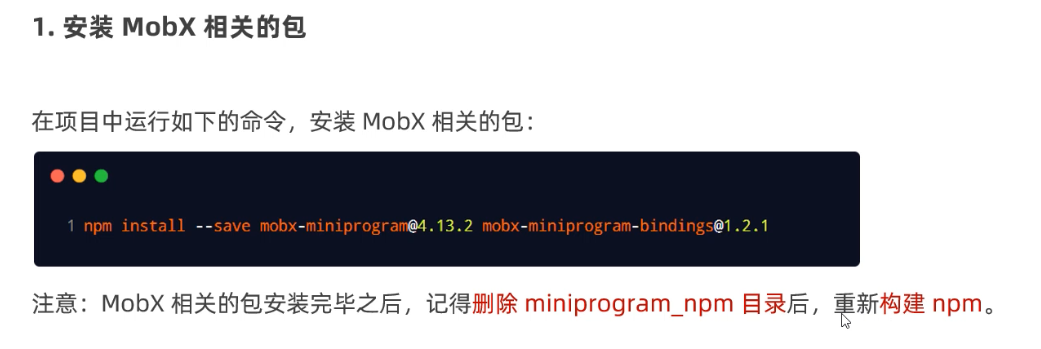 1. 安装 MobX 相关的包
在项目中运行如下的命令，安装 MobX 相关的包：
1 npm install --save mobx-miniprogram@4.13.2 mobx-miniprogram-bindings@1.2.1
注意：MobX 相关的包安装完毕之后，记得删除 miniprogram_npm 目录后，重新构建 npm。